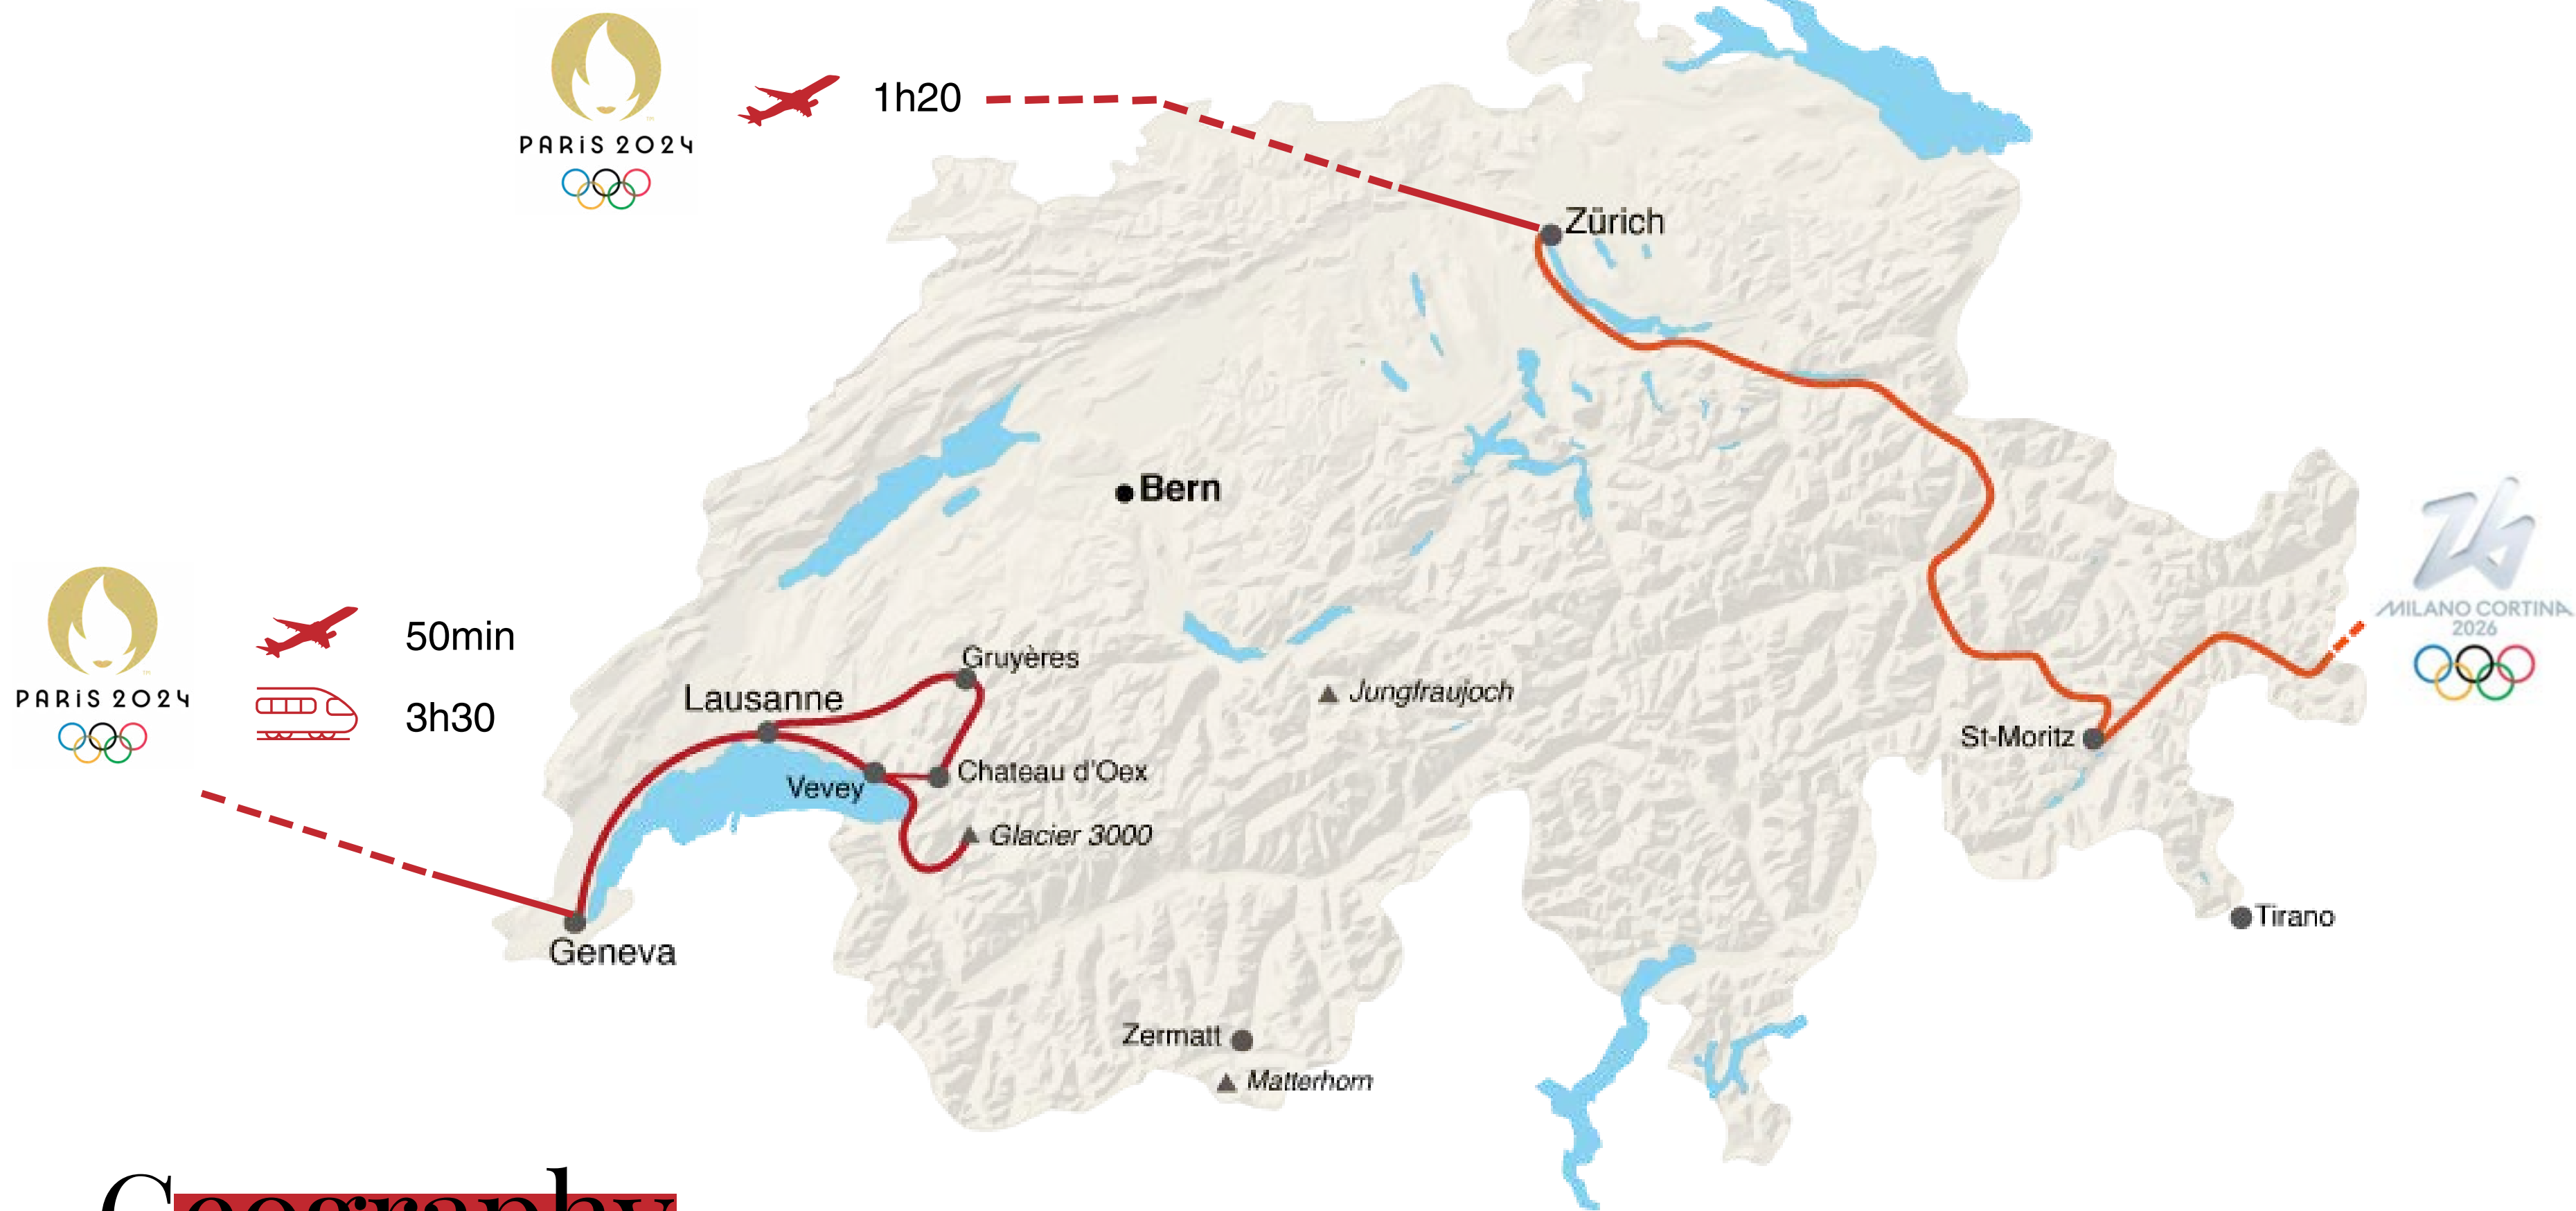 PARIS 2024
1h20
Zürich
Bern
MILANO CORTINA
2026
PARIS 2024
50min
3h30
Gruyères
Lausanne
Jungfraujoch
St-Moritz
Vevey
Chateau d'Oex
Glacier 3000
Tirano
Geneva
Zermatt
Matterhorn
Geography